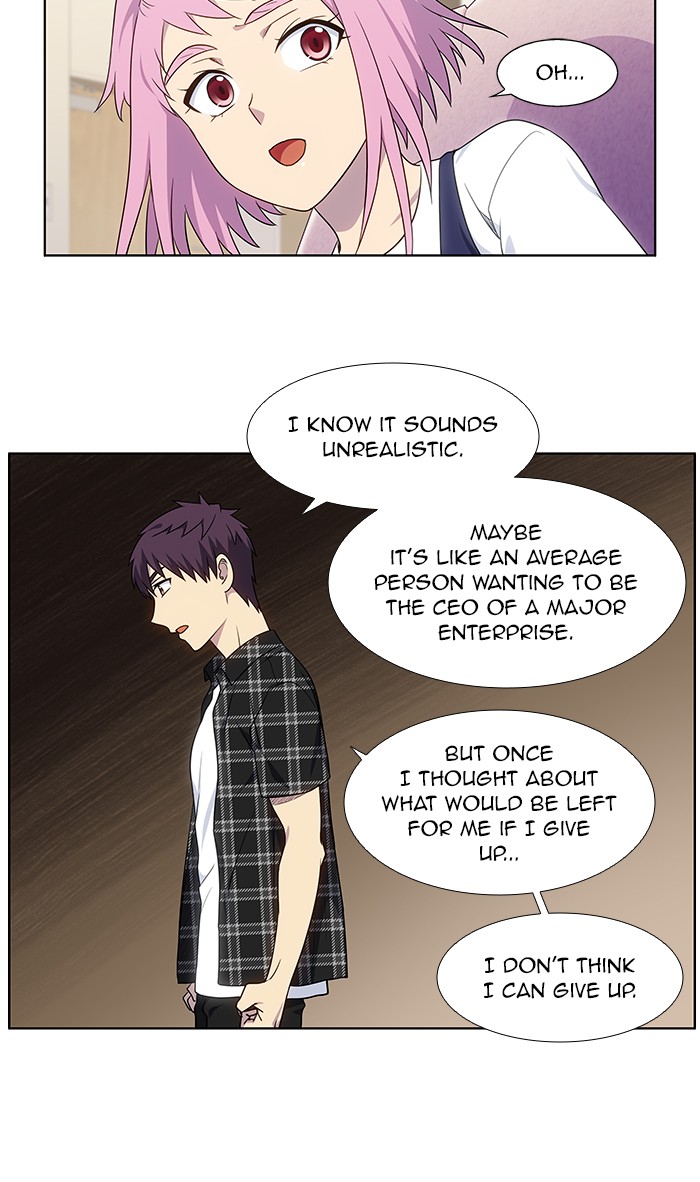 OH...
I KNOW IT SOUNDS
UNREALISTIC.
MAYBE
IT'S LIKE AN AVERAGE
PERSON WANTING TO BE
THE CEO OF A MAJOR
ENTERPRISE.
BUT ONCE
I THOUGHT ABOUT
WHAT WOULD BE LEFT
FOR ME IF I GIVE
UP...
I DON'T THINK
I CAN GIVE UP.